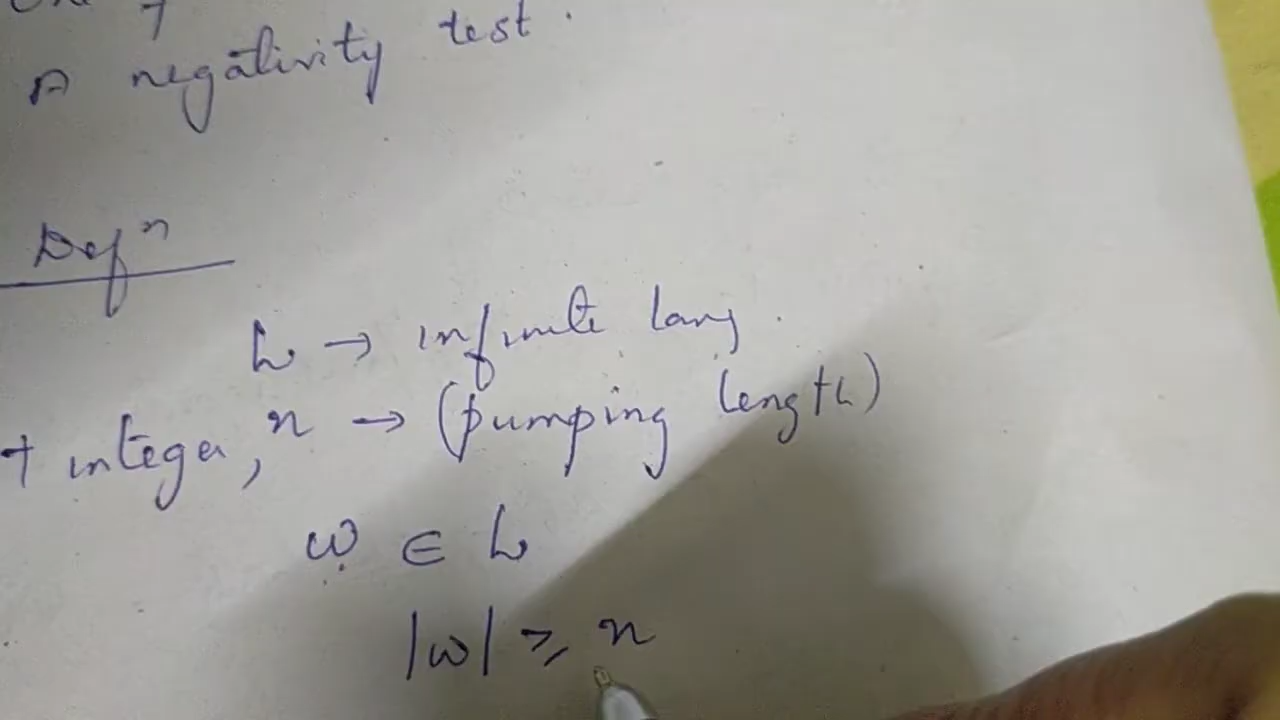 A negativity test.
Defⁿ
L → infinite lang.
+ integer, n → (pumping length)
w ∈ L
|w| ⩾ n